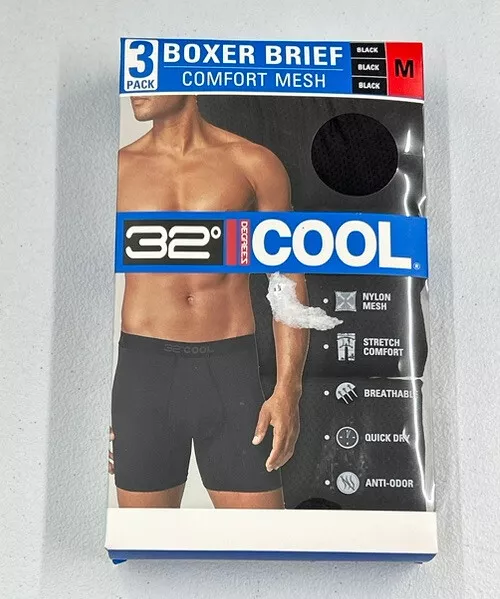 3
PACK
BOXER BRIEF
COMFORT MESH
BLACK
BLACK
BLACK
M
32°
DEGREES
COOL
®
NYLON
MESH
STRETCH
COMFORT
BREATHABLE
QUICK DRY
ANTI-ODOR
32°COOL